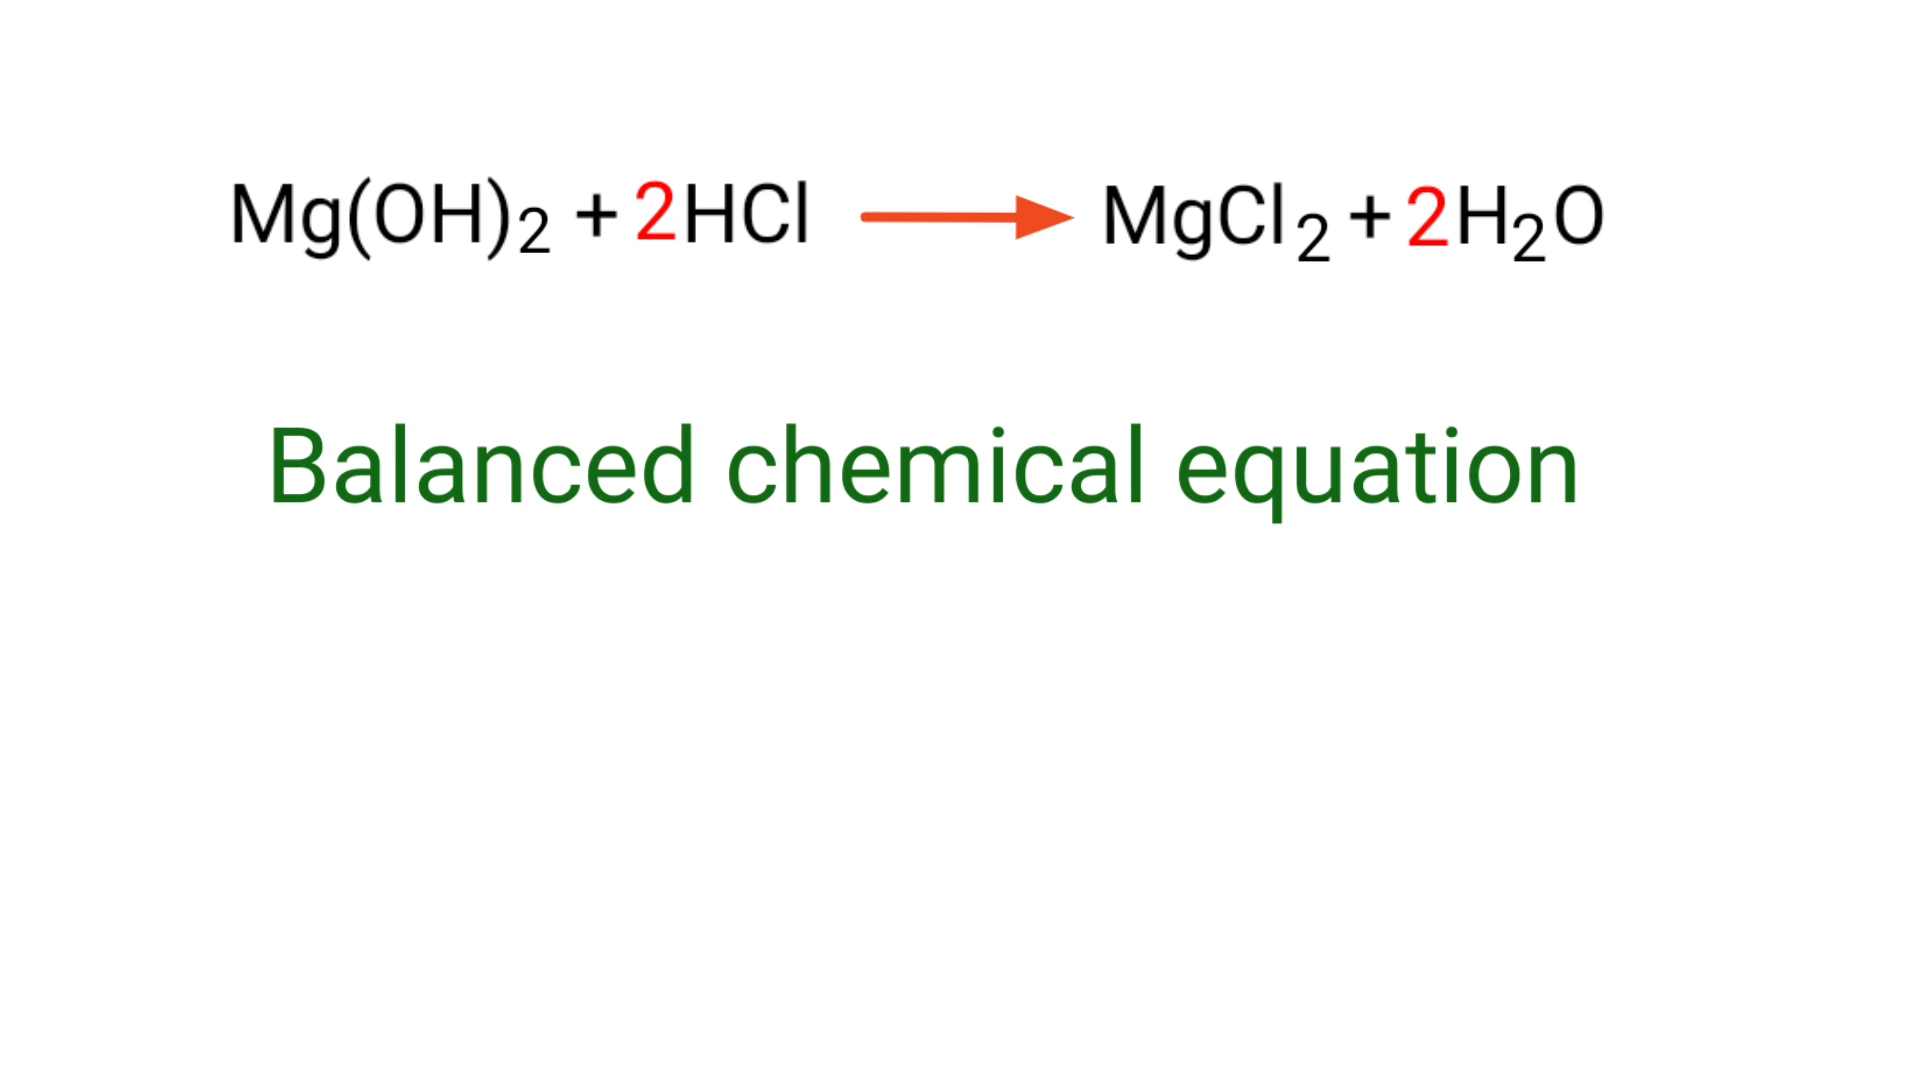 Mg(OH)₂ + 2HCl → MgCl₂ + 2H₂O
Balanced chemical equation